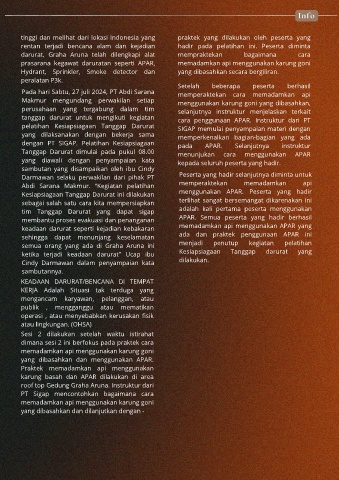 Info
tinggi dan melihat dari lokasi Indonesia yang
rentan terjadi bencana alam dan kejadian
darurat, Graha Aruna telah dilengkapi alat
prasarana kegawat daruratan seperti APAR,
Hydrant, Sprinkler, Smoke detector dan
peralatan P3k.
Pada hari Sabtu, 27 juli 2024, PT Abdi Sarana
Makmur mengundang perwakilan setiap
perusahaan yang tergabung dalam tim
tanggap darurat untuk mengikuti kegiatan
pelatihan Kesiapsiagaan Tanggap Darurat
yang dilaksanakan dengan bekerja sama
dengan PT SIGAP. Pelatihan Kesiapsiagaan
Tanggap Darurat dimulai pada pukul 08.00
yang diawali dengan penyampaian kata
sambutan yang disampaikan oleh ibu Cindy
Darmawan selaku perwakilan dari pihak PT
Abdi Sarana Makmur. "Kegiatan pelatihan
Kesiapsiagaan Tanggap Darurat ini dilakukan
sebagai salah satu cara kita mempersiapkan
tim Tanggap Darurat yang dapat sigap
membantu proses evakuasi dan penanganan
keadaan darurat seperti kejadian kebakaran
sehingga dapat menunjang keselamatan
semua orang yang ada di Graha Aruna ini
ketika terjadi keadaan darurat" Ucap ibu
Cindy Darmawan dalam penyampaian kata
sambutannya.
KEADAAN DARURAT/BENCANA DI TEMPAT
KERJA Adalah Situasi tak terduga yang
mengancam karyawan, pelanggan, atau
publik , mengganggu atau mematikan
operasi , atau menyebabkan kerusakan fisik
atau lingkungan. (OHSA)
Sesi 2 dilakukan setelah waktu istirahat
dimana sesi 2 ini berfokus pada praktek cara
memadamkan api menggunakan karung goni
yang dibasahkan dan menggunakan APAR.
Praktek memadamkan api menggunakan
karung basah dan APAR dilakukan di area
roof top Gedung Graha Aruna. Instruktur dari
PT Sigap mencontohkan bagaimana cara
memadamkan api menggunakan karung goni
yang dibasahkan dan dilanjutkan dengan -
praktek yang dilakukan oleh peserta yang
hadir pada pelatihan ini. Peserta diminta
mempraktekan bagaimana cara
memadamkan api menggunakan karung goni
yang dibasahkan secara bergiliran.
Setelah beberapa peserta berhasil
memperaktekan cara memadamkan api
menggunakan karung goni yang dibasahkan,
selanjutnya instruktur menjelaskan terkait
cara penggunaan APAR. Instruktur dari PT
SIGAP memulai penyampaian materi dengan
memperkenalkan bagian-bagian yang ada
pada APAR. Selanjutnya instruktur
menunjukan cara menggunakan APAR
kepada seluruh peserta yang hadir.
Peserta yang hadir selanjutnya diminta untuk
memperaktekan memadamkan api
menggunakan APAR. Peserta yang hadir
terlihat sangat bersemangat dikarenakan ini
adalah kali pertama peserta menggunakan
APAR. Semua peserta yang hadir berhasil
memadamkan api menggunakan APAR yang
ada dan praktek penggunaan APAR ini
menjadi penutup kegiatan pelatihan
Kesiapsiagaan Tanggap darurat yang
dilakukan.